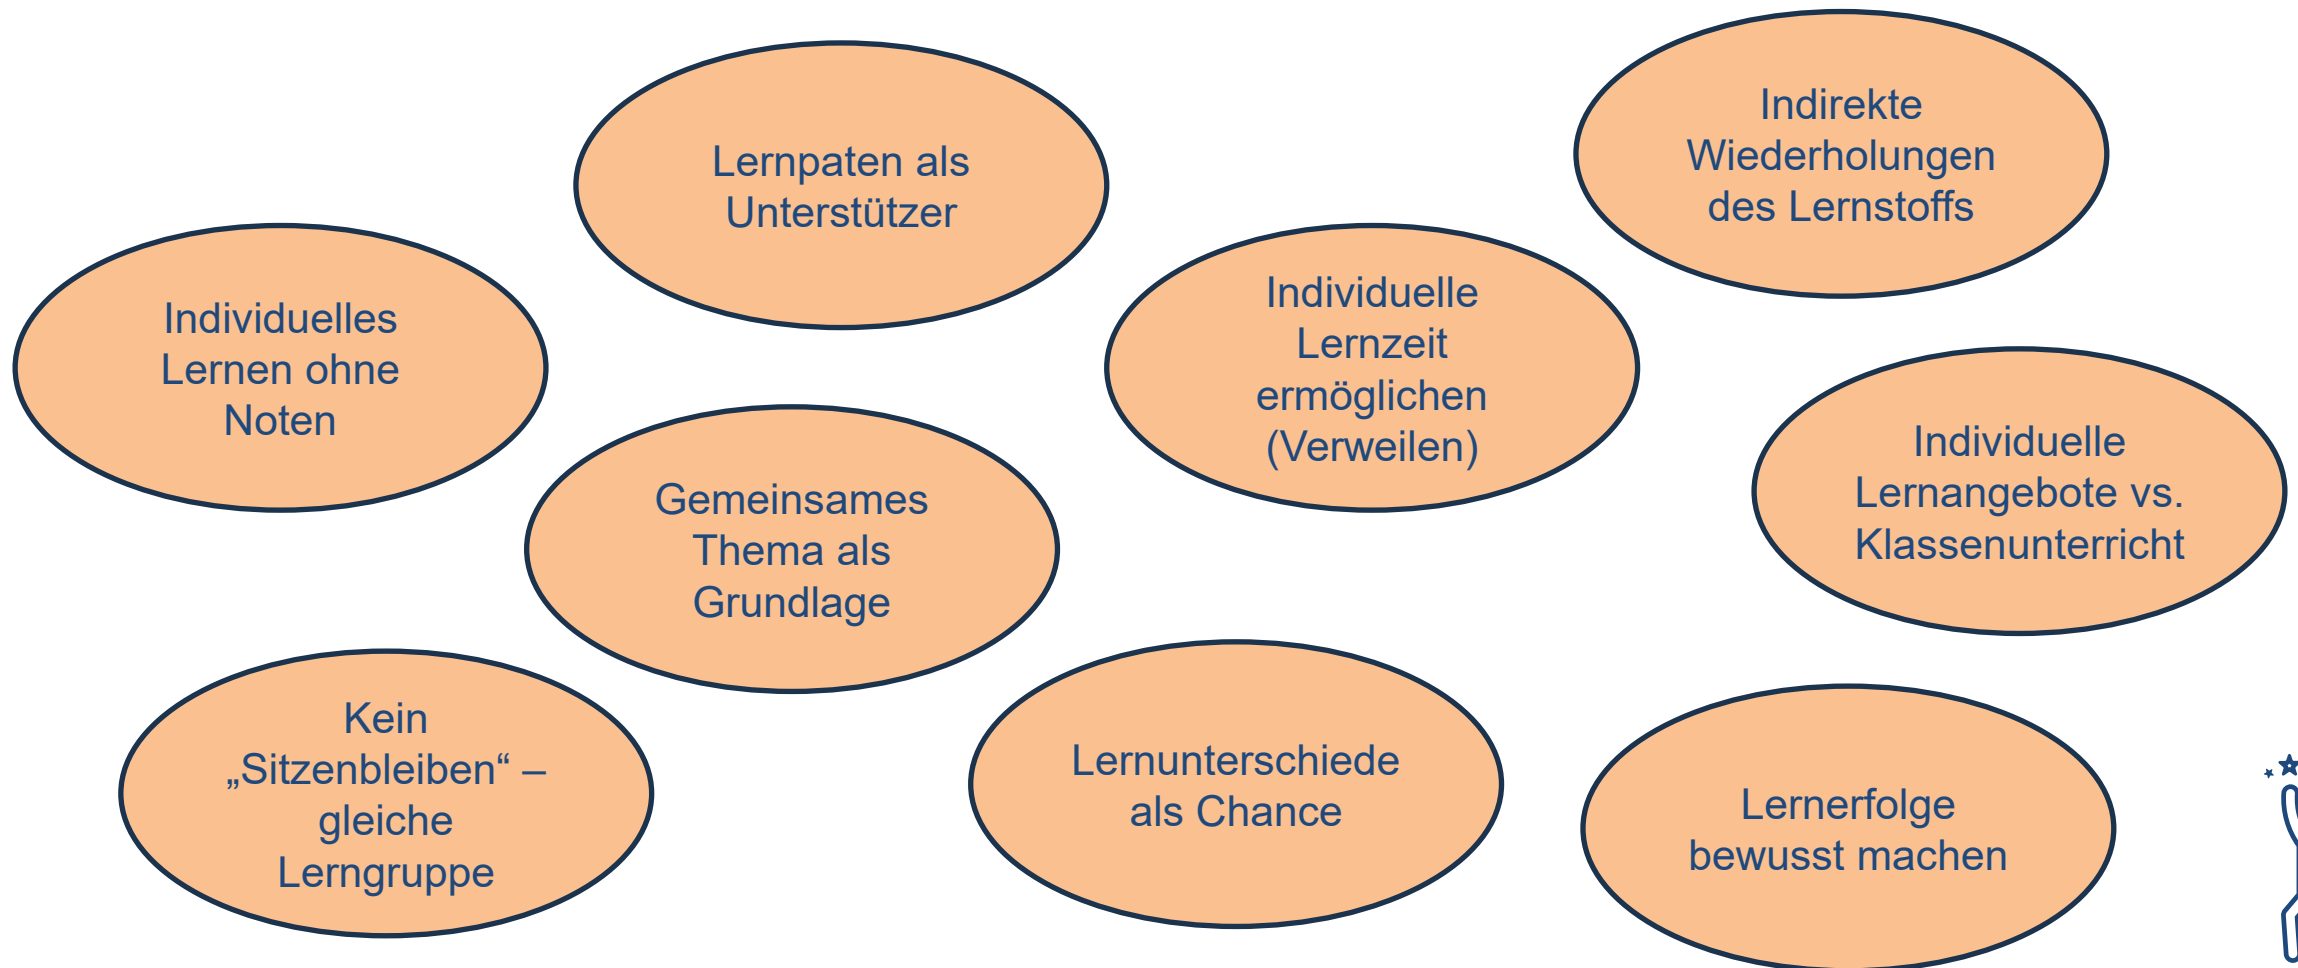 Lernpaten als
Unterstützer
Indirekte
Wiederholungen
des Lernstoffs
Individuelles
Lernen ohne
Noten
Individuelle
Lernzeit
ermöglichen
(Verweilen)
Gemeinsames
Thema als
Grundlage
Individuelle
Lernangebote vs.
Klassenunterricht
Kein
„Sitzenbleiben“ –
gleiche
Lerngruppe
Lernunterschiede
als Chance
Lernerfolge
bewusst machen